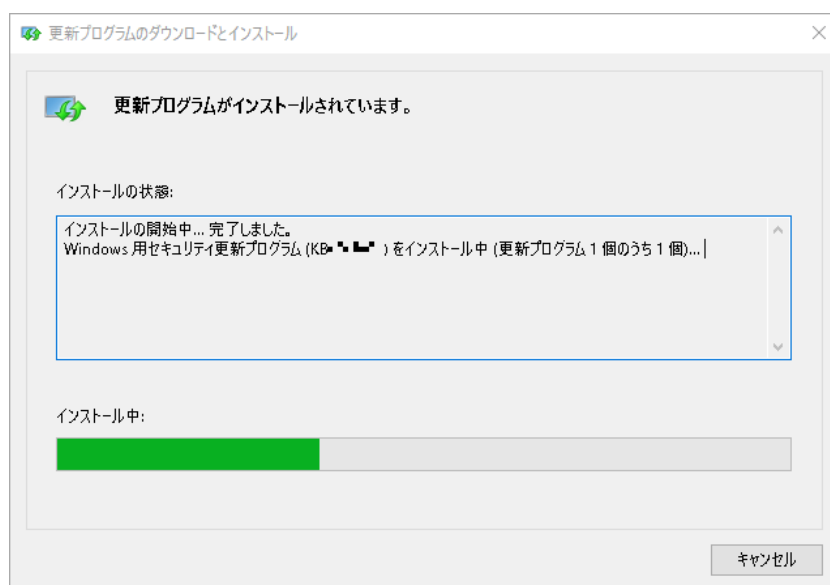 更新プログラムのダウンロードとインストール
更新プログラムがインストールされています。
インストールの状態:
インストールの開始中... 完了しました。
Windows 用セキュリティ更新プログラム (KB ) をインストール中 (更新プログラム 1 個のうち 1 個)...
インストール中:
キャンセル